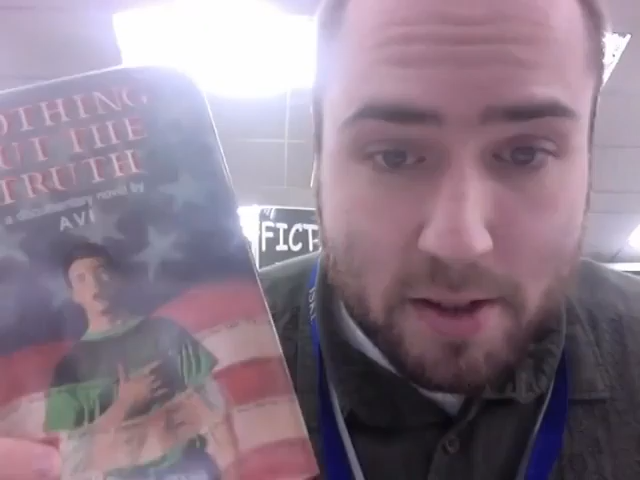 OTHING
UT THE
TRUTH
a documentary novel by
AVI
FICT